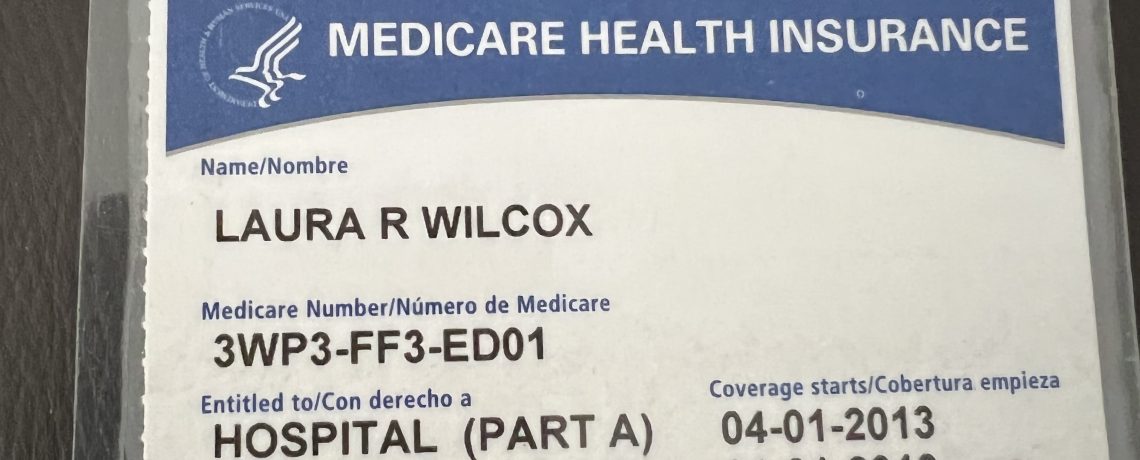 MEDICARE HEALTH INSURANCE
Name/Nombre
LAURA R WILCOX
Medicare Number/Número de Medicare
3WP3-FF3-ED01
Entitled to/Con derecho a
Coverage starts/Cobertura empieza
HOSPITAL (PART A)
04-01-2013